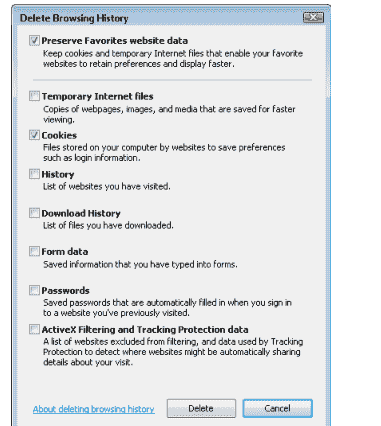 Delete Browsing History
Preserve Favorites website data
Keep cookies and temporary Internet files that enable your favorite
websites to retain preferences and display faster.
Temporary Internet files
Copies of webpages, images, and media that are saved for faster
viewing.
Cookies
Files stored on your computer by websites to save preferences
such as login information.
History
List of websites you have visited.
Download History
List of files you have downloaded.
Form data
Saved information that you have typed into forms.
Passwords
Saved passwords that are automatically filled in when you sign in
to a website you've previously visited.
ActiveX Filtering and Tracking Protection data
A list of websites excluded from filtering, and data used by Tracking
Protection to detect where websites might be automatically sharing
details about your visit.
About deleting browsing history Delete Cancel